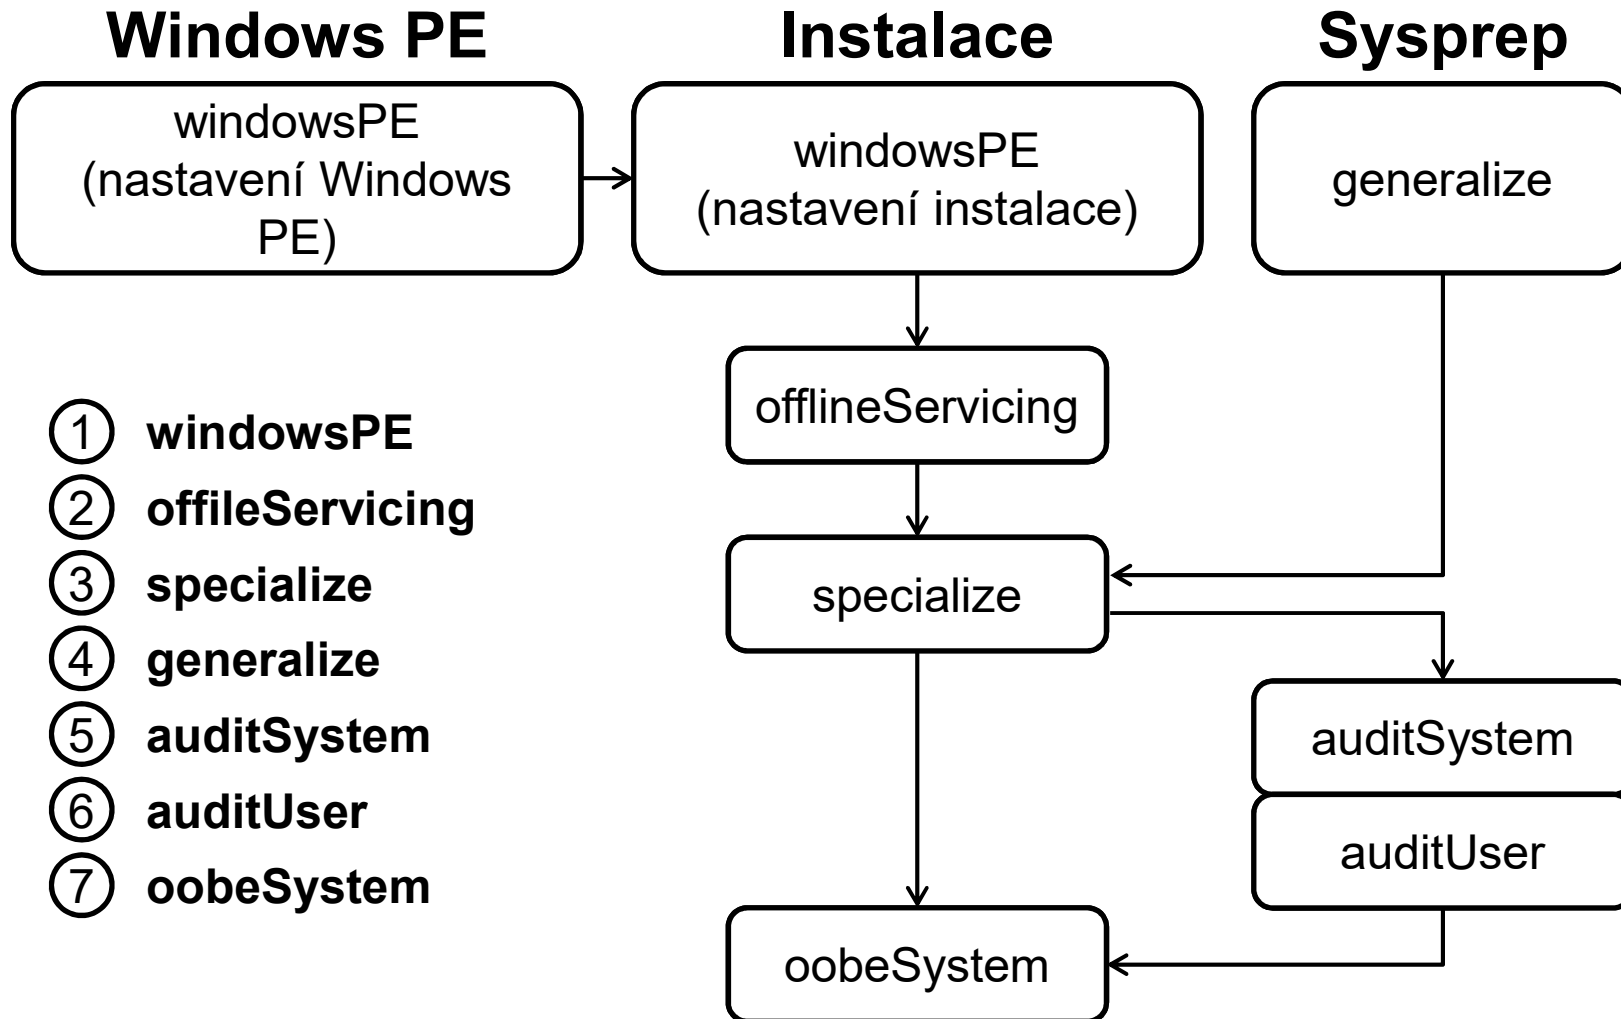 Windows PE
Instalace
Sysprep
windowsPE
(nastavení Windows
PE)
windowsPE
(nastavení instalace)
generalize
offlineServicing
1 windowsPE
2 offileServicing
3 specialize
4 generalize
5 auditSystem
6 auditUser
7 oobeSystem
specialize
auditSystem
auditUser
oobeSystem